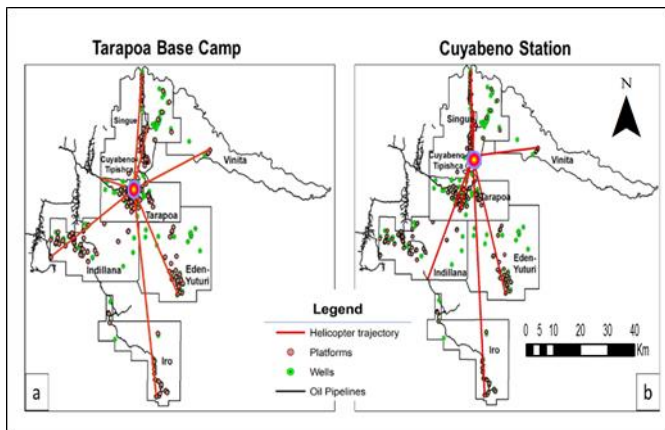 Tarapoa Base Camp
Cuyabeno Station
Singue
Cuyabeno-
Tipishca
Vinita
Tarapoa
Indillana
Eden-
Yuturi
Iro
a
Singue
Cuyabeno
Tipishca
Vinita
Tarapoa
Indillana
Eden-
Yuturi
Iro
b
N
Legend
Helicopter trajectory
Platforms
Wells
Oil Pipelines
0 5 10 20 30 40
Km